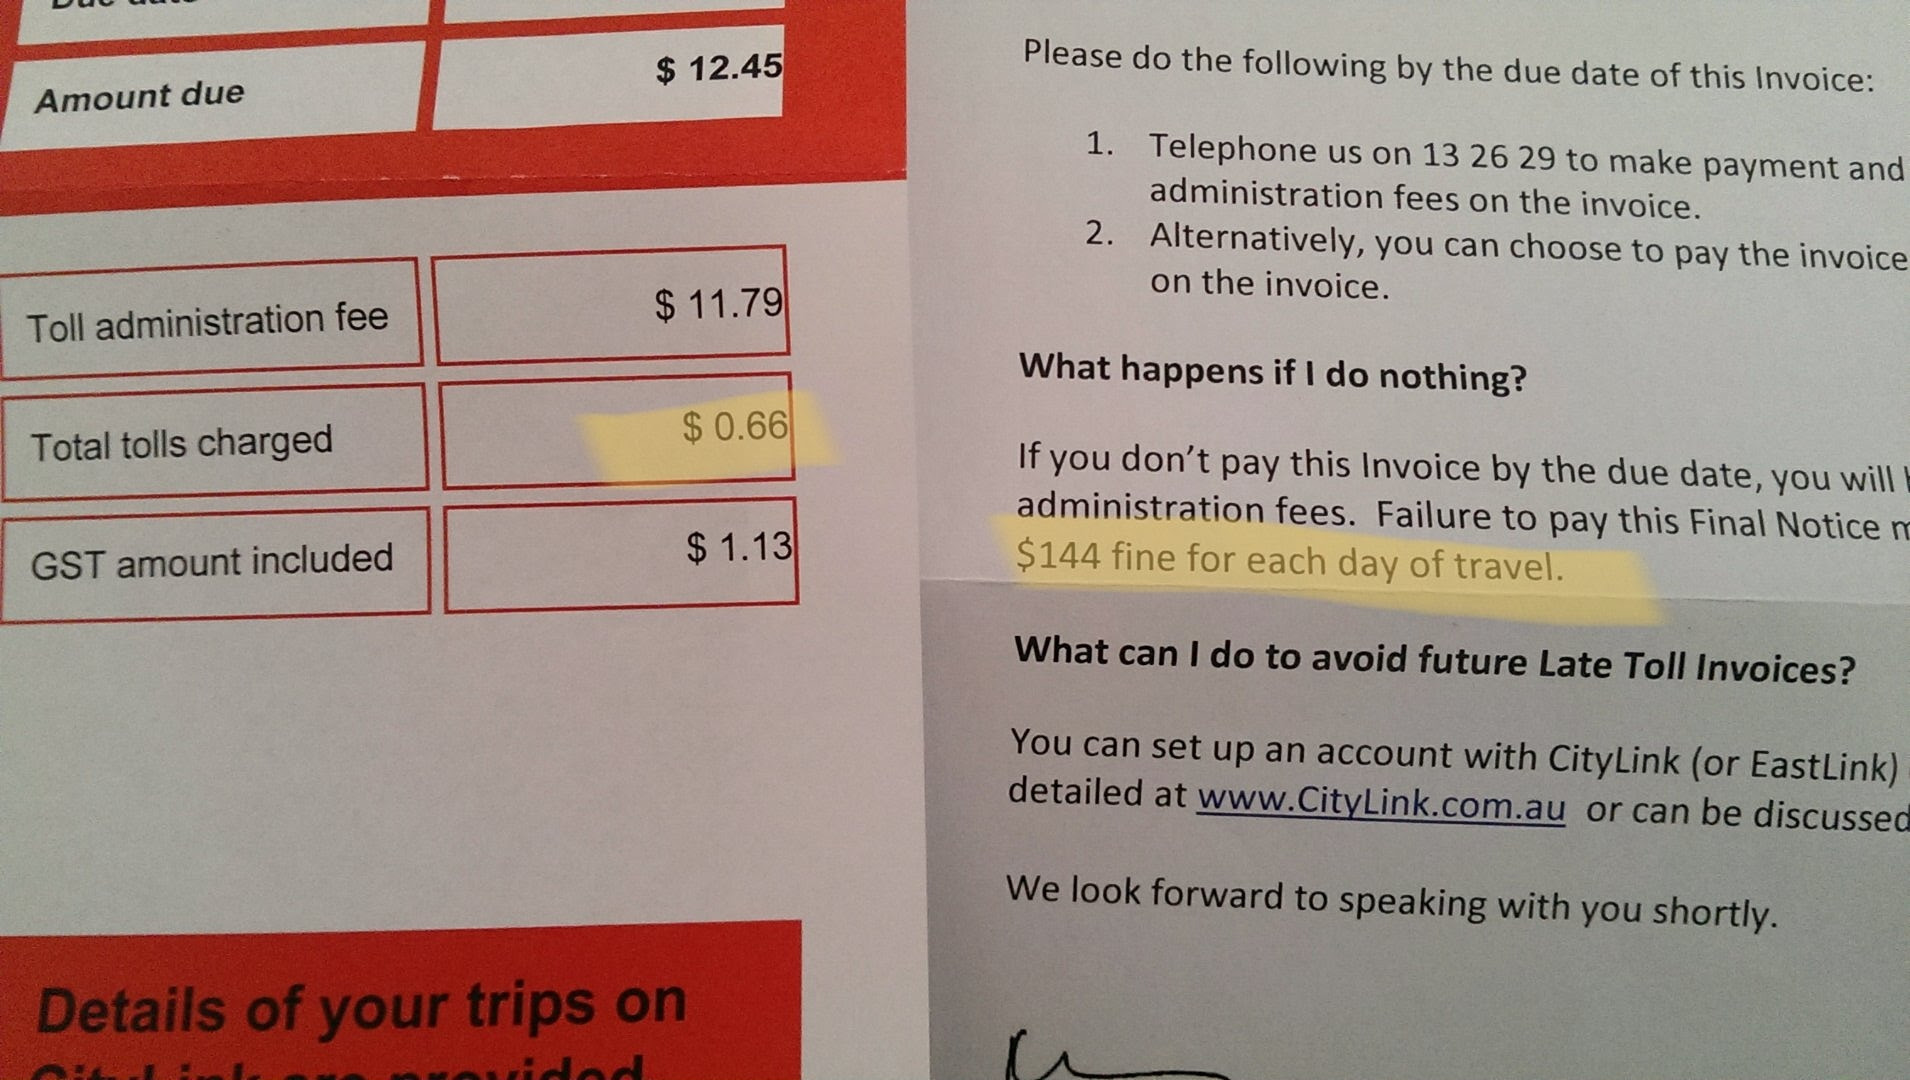 Amount due
$ 12.45
Toll administration fee
$ 11.79
Total tolls charged
$ 0.66
GST amount included
$ 1.13
Details of your trips on
CityLink are provided
Please do the following by the due date of this Invoice:
1. Telephone us on 13 26 29 to make payment and
administration fees on the invoice.
2. Alternatively, you can choose to pay the invoice
on the invoice.
What happens if I do nothing?
If you don't pay this Invoice by the due date, you will
administration fees. Failure to pay this Final Notice
$144 fine for each day of travel.
What can I do to avoid future Late Toll Invoices?
You can set up an account with CityLink (or EastLink)
detailed at www.CityLink.com.au or can be discussed
We look forward to speaking with you shortly.